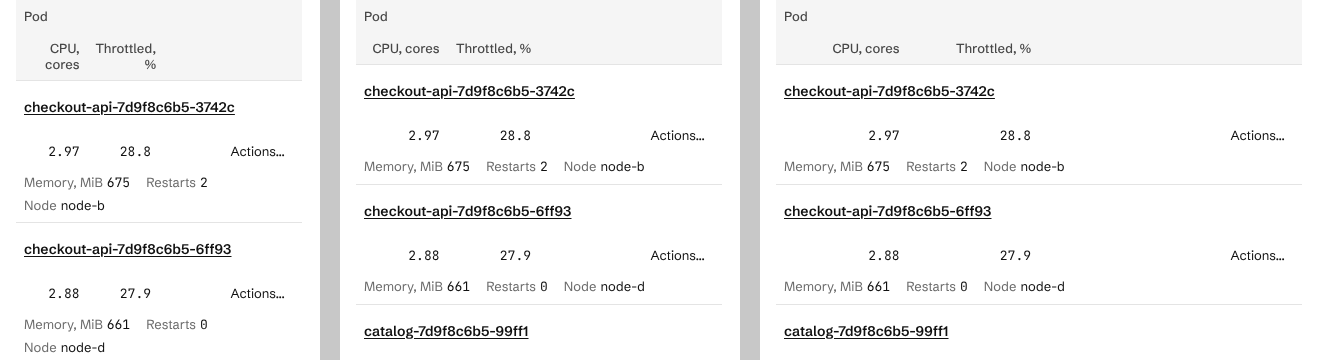 Pod
CPU, cores Throttled, %
checkout-api-7d9f8c6b5-3742c
2.97 28.8 Actions…
Memory, MiB 675 Restarts 2
Node node-b
checkout-api-7d9f8c6b5-6ff93
2.88 27.9 Actions…
Memory, MiB 661 Restarts 0
Node node-d
Pod
CPU, cores Throttled, %
checkout-api-7d9f8c6b5-3742c
2.97 28.8 Actions…
Memory, MiB 675 Restarts 2 Node node-b
checkout-api-7d9f8c6b5-6ff93
2.88 27.9 Actions…
Memory, MiB 661 Restarts 0 Node node-d
catalog-7d9f8c6b5-99ff1
Pod
CPU, cores Throttled, %
checkout-api-7d9f8c6b5-3742c
2.97 28.8 Actions…
Memory, MiB 675 Restarts 2 Node node-b
checkout-api-7d9f8c6b5-6ff93
2.88 27.9 Actions…
Memory, MiB 661 Restarts 0 Node node-d
catalog-7d9f8c6b5-99ff1